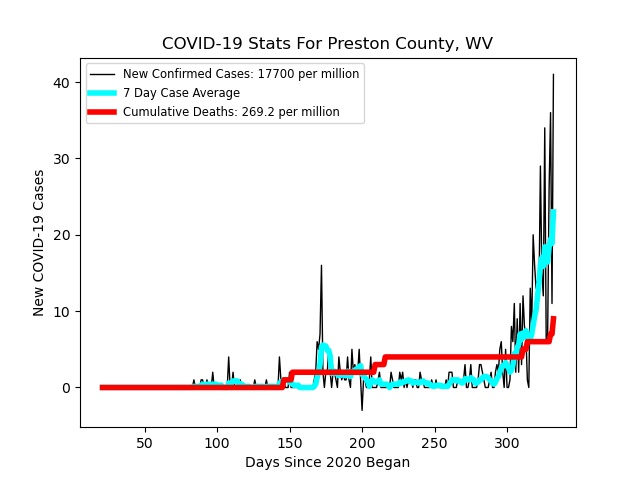 COVID-19 Stats For Preston County, WV
New Confirmed Cases: 17700 per million
7 Day Case Average
Cumulative Deaths: 269.2 per million
New COVID-19 Cases
40
30
20
10
0
50 100 150 200 250 300
Days Since 2020 Began